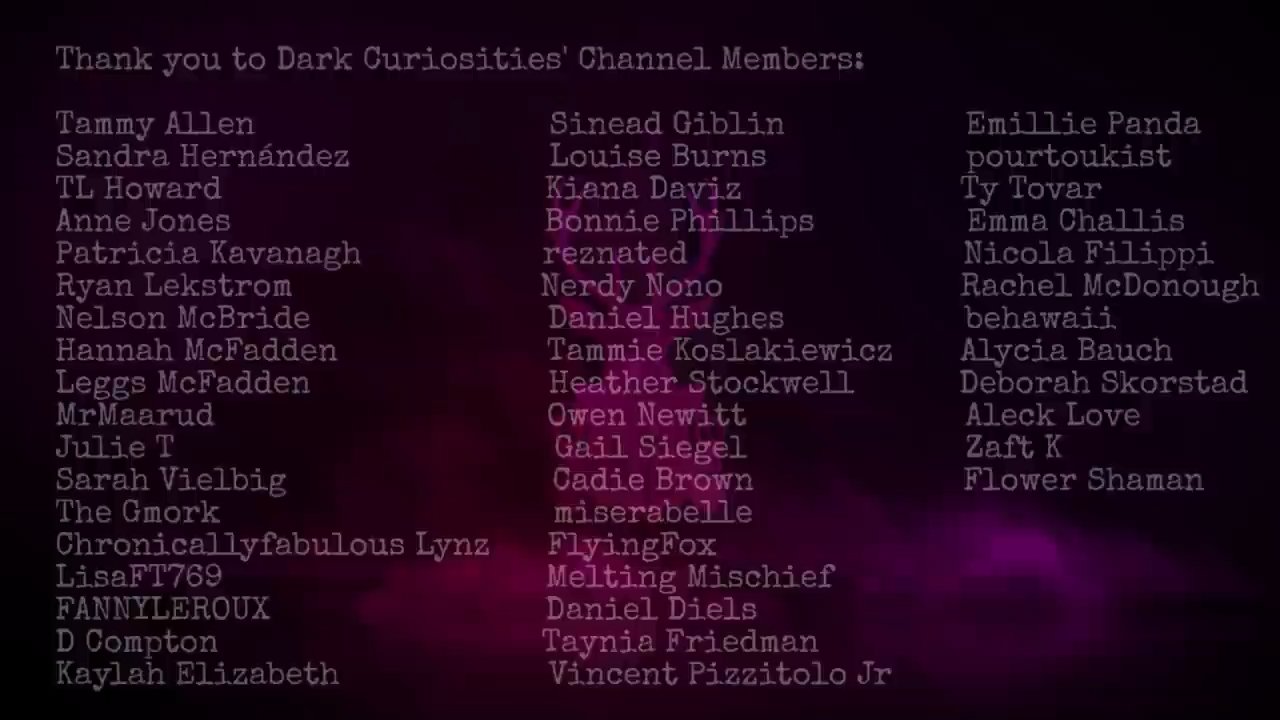 Thank you to Dark Curiosities' Channel Members:
Tammy Allen
Sandra Hernández
TL Howard
Anne Jones
Patricia Kavanagh
Ryan Lekstrom
Nelson McBride
Hannah McFadden
Leggs McFadden
MrMaarud
Julie T
Sarah Vielbig
The Gmork
Chronicallyfabulous Lynz
LisaFT769
FANNYLEROUX
D Compton
Kaylah Elizabeth
Sinead Giblin
Louise Burns
Kiana Daviz
Bonnie Phillips
reznated
Nerdy Nono
Daniel Hughes
Tammie Koslakiewicz
Heather Stockwell
Owen Newitt
Gail Siegel
Cadie Brown
miserabelle
FlyingFox
Melting Mischief
Daniel Diels
Taynia Friedman
Vincent Pizzitolo Jr
Emillie Panda
pourtoukist
Ty Tovar
Emma Challis
Nicola Filippi
Rachel McDonough
behawaii
Alycia Bauch
Deborah Skorstad
Aleck Love
Zaft K
Flower Shaman